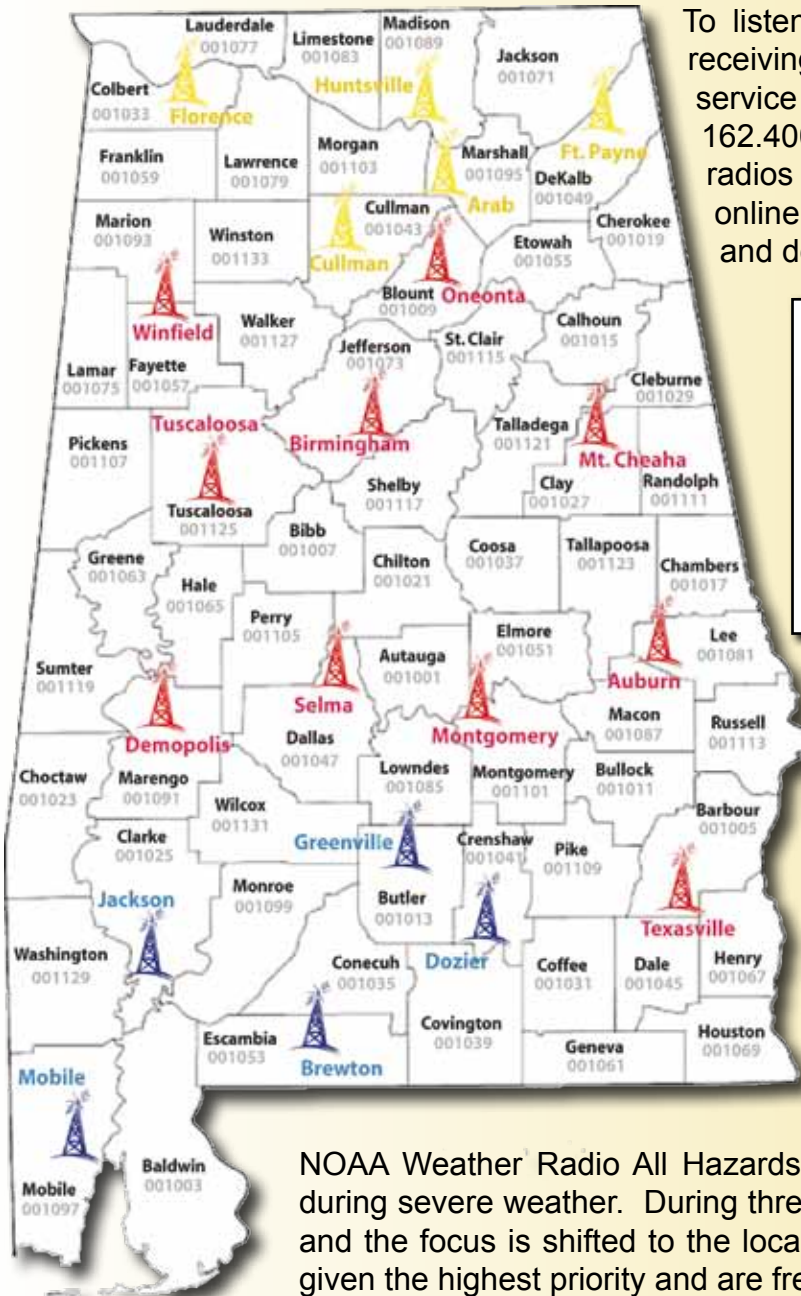 Lauderdale
001077
Limestone
001083
Madison
001089
Jackson
001071
Colbert
001033
Florence
Huntsville
Ft. Payne
Franklin
001059
Lawrence
001079
Morgan
001103
Marshall
001095
DeKalb
001049
Arab
Cherokee
001019
Marion
001093
Winston
001133
Cullman
001043
Cullman
Etowah
001055
Blount
001009
Oneonta
Winfield
Walker
001127
Jefferson
001073
St. Clair
001115
Calhoun
001015
Lamar
001075
Fayette
001057
Cleburne
001029
Tuscaloosa
Birmingham
Talladega
001121
Mt. Cheaha
Pickens
001107
Tuscaloosa
001125
Shelby
001117
Clay
001027
Randolph
001111
Bibb
001007
Greene
001063
Hale
001065
Chilton
001021
Coosa
001037
Tallapoosa
001123
Chambers
001017
Perry
001105
Elmore
001051
Lee
001081
Autauga
001001
Sumter
001119
Selma
Auburn
Demopolis
Dallas
001047
Montgomery
Macon
001087
Russell
001113
Choctaw
001023
Marengo
001091
Lowndes
001085
Montgomery
001101
Bullock
001011
Wilcox
001131
Barbour
001005
Clarke
001025
Greenville
Crenshaw
001041
Pike
001109
Jackson
Monroe
001099
Butler
001013
Texasville
Washington
001129
Conecuh
001035
Dozier
Coffee
001031
Dale
001045
Henry
001067
Escambia
001053
Brewton
Covington
001039
Geneva
001061
Houston
001069
Mobile
Mobile
001097
Baldwin
001003
To listen
receiving
service
162.400
radios
online
and de
NOAA Weather Radio All Hazards
during severe weather. During thre
and the focus is shifted to the loca
given the highest priority and are fre